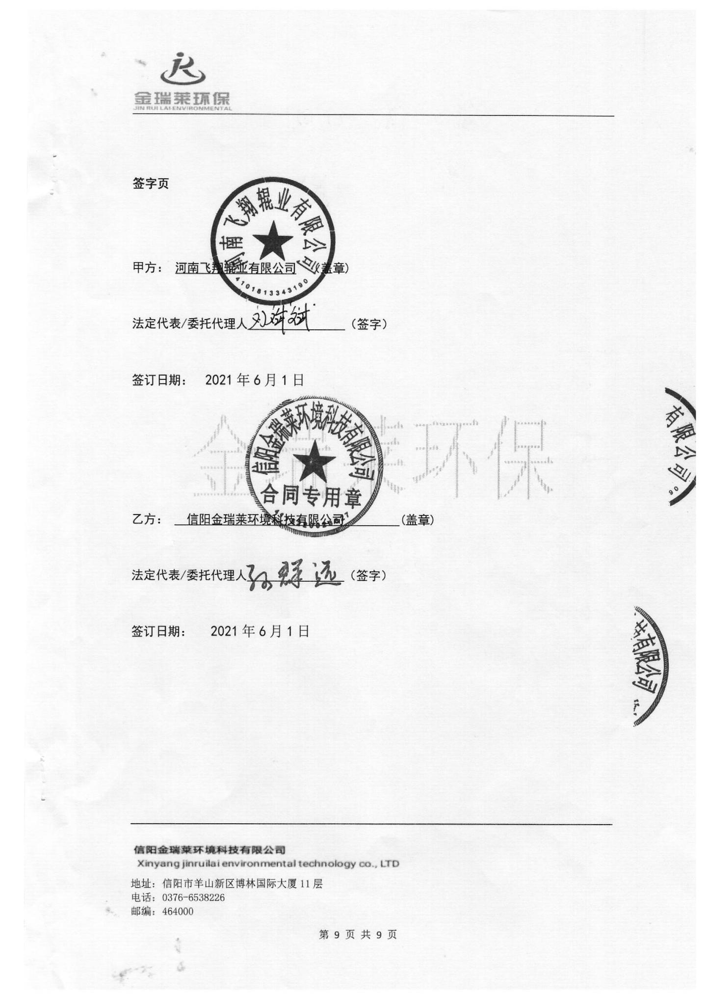 金瑞莱环保
JIN RUI LAI ENVIRONMENTAL
签字页
河南飞翔辊业有限公司
4101813343190
甲方： 河南飞翔辊业有限公司 （盖章)
法定代表/委托代理人 （签字）
签订日期： 2021 年 6 月 1 日
金瑞莱环保
信阳金瑞莱环境科技有限公司
合同专用章
乙方： 信阳金瑞莱环境科技有限公司 (盖章)
法定代表/委托代理人 孙群远 （签字）
签订日期： 2021 年 6 月 1 日
有限公司
90
技有限公司
信阳金瑞莱环境科技有限公司
Xinyang jinruilai environmental technology co., LTD
地址：信阳市羊山新区博林国际大厦 11 层
电话：0376-6538226
邮编：464000
第 9 页 共 9 页